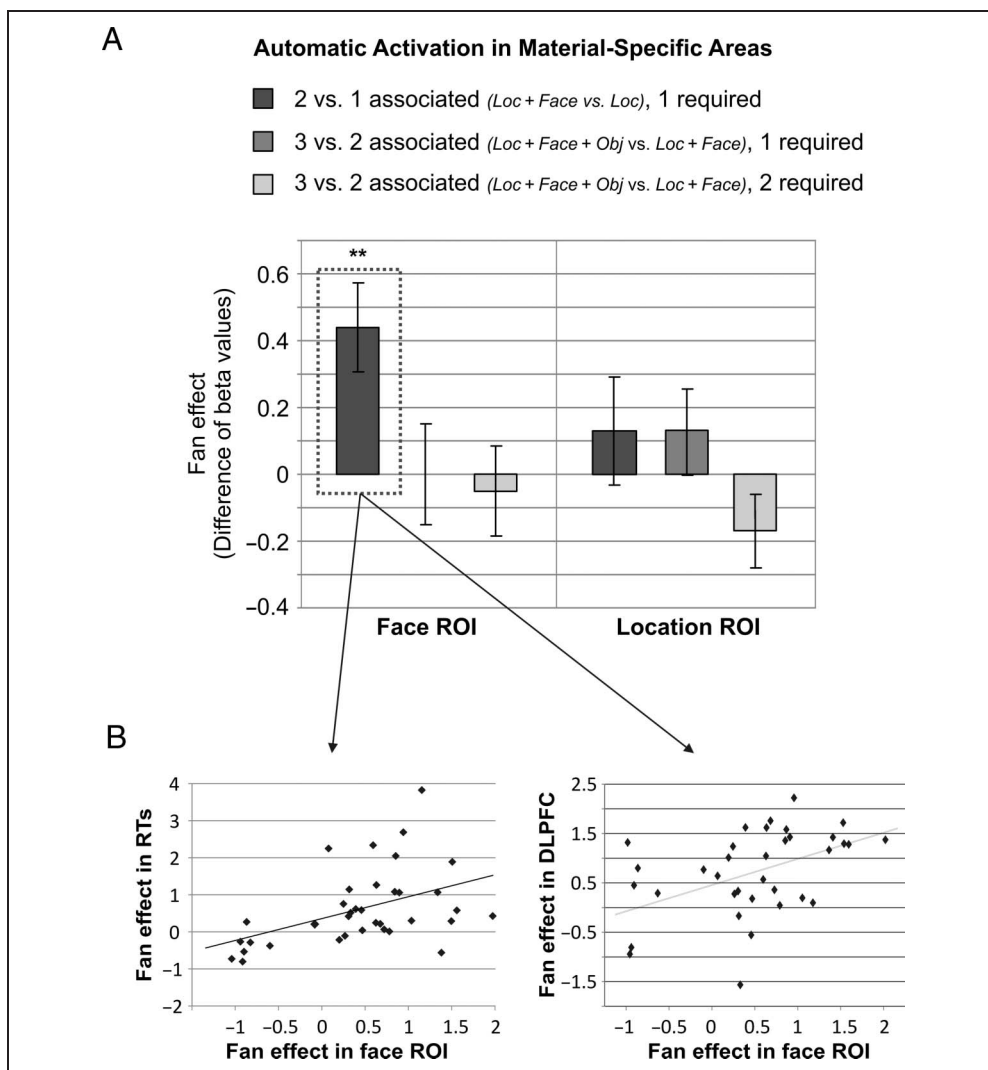 A
Automatic Activation in Material-Specific Areas
2 vs. 1 associated (Loc + Face vs. Loc), 1 required
3 vs. 2 associated (Loc + Face + Obj vs. Loc + Face), 1 required
3 vs. 2 associated (Loc + Face + Obj vs. Loc + Face), 2 required
Fan effect
(Difference of beta values)
0.6
0.4
0.2
0
−0.2
−0.4
**
Face ROI
Location ROI
B
Fan effect in RTs
4
3
2
1
0
−1
−2
−1 0 0.5 1 1.5 2
Fan effect in face ROI
Fan effect in DLPFC
2.5
1.5
0.5
−0.5
−1.5
−1 0 0.5 1 1.5 2
Fan effect in face ROI